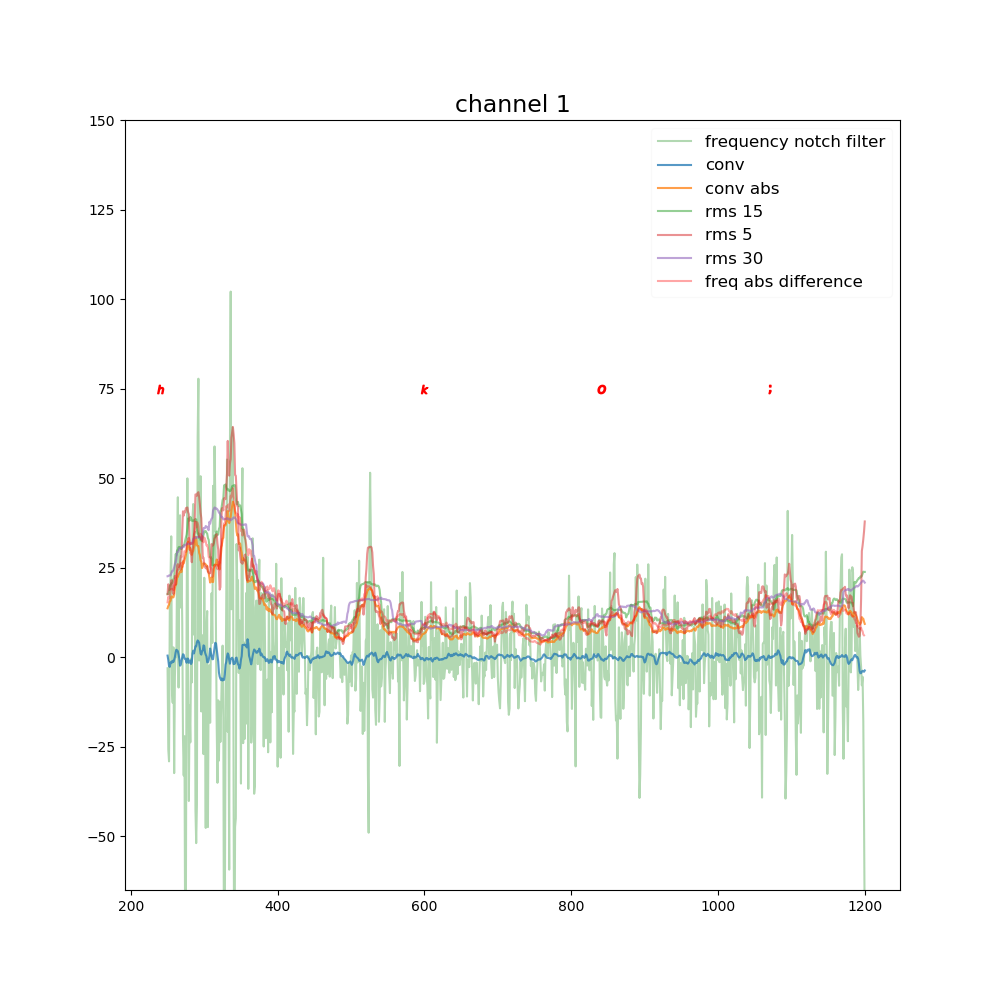 channel 1
150
125
100
75
50
25
0
−25
−50
frequency notch filter
conv
conv abs
rms 15
rms 5
rms 30
freq abs difference
h k o ;
200 400 600 800 1000 1200